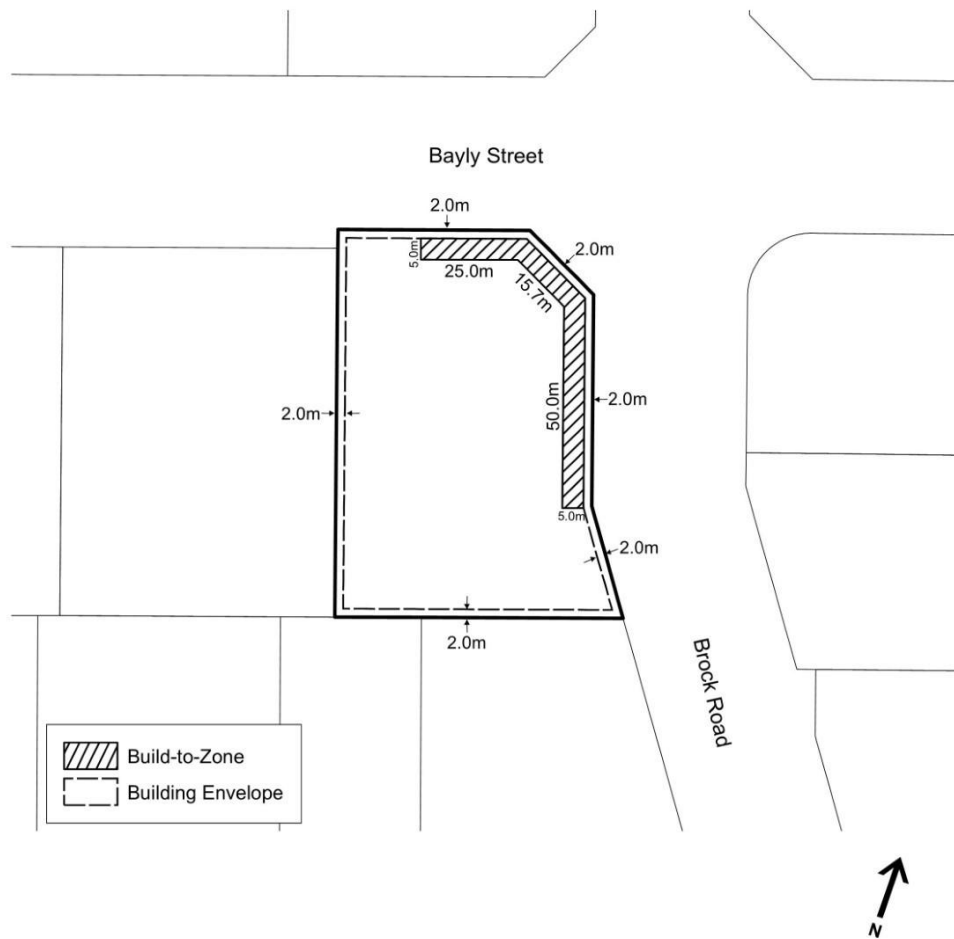 Bayly Street
2.0m
2.0m
5.0m
25.0m
15.7m
2.0m
50.0m
2.0m
5.0m
2.0m
2.0m
Brock Road
Build-to-Zone
Building Envelope
N